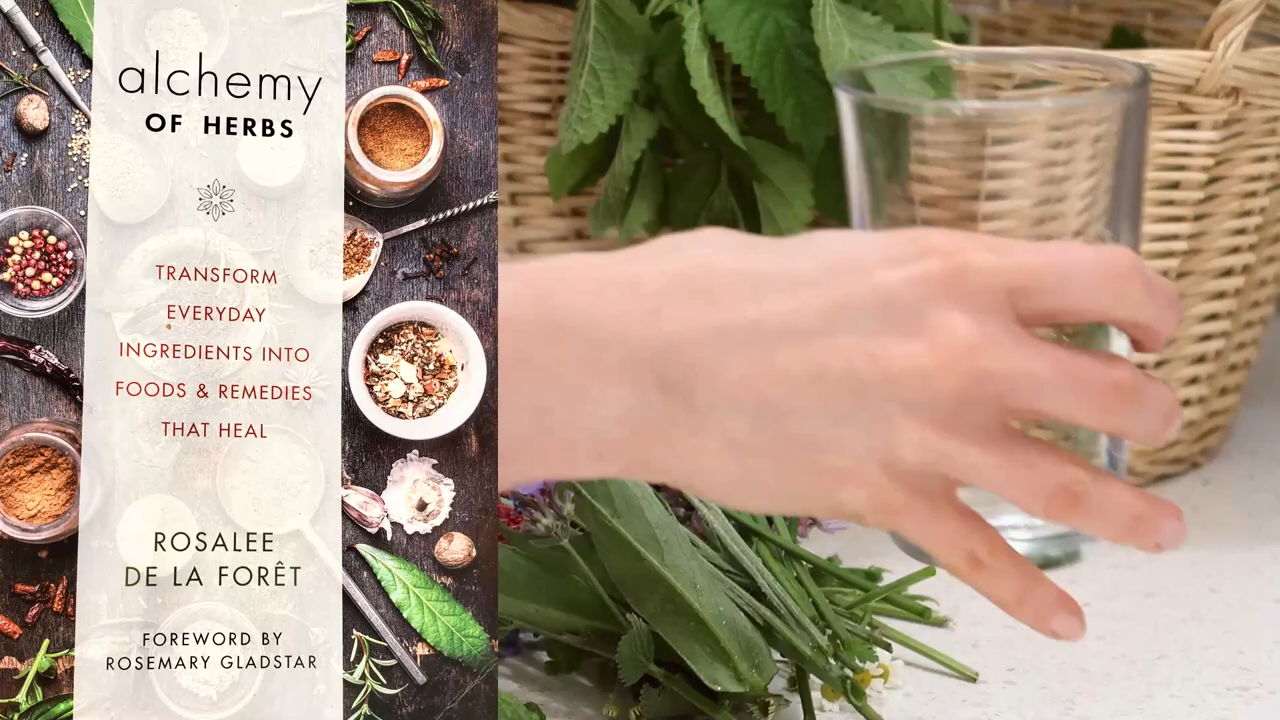 alchemy
OF HERBS
TRANSFORM
EVERYDAY
INGREDIENTS INTO
FOODS & REMEDIES
THAT HEAL
ROSALEE
DE LA FORÊT
FOREWORD BY
ROSEMARY GLADSTAR